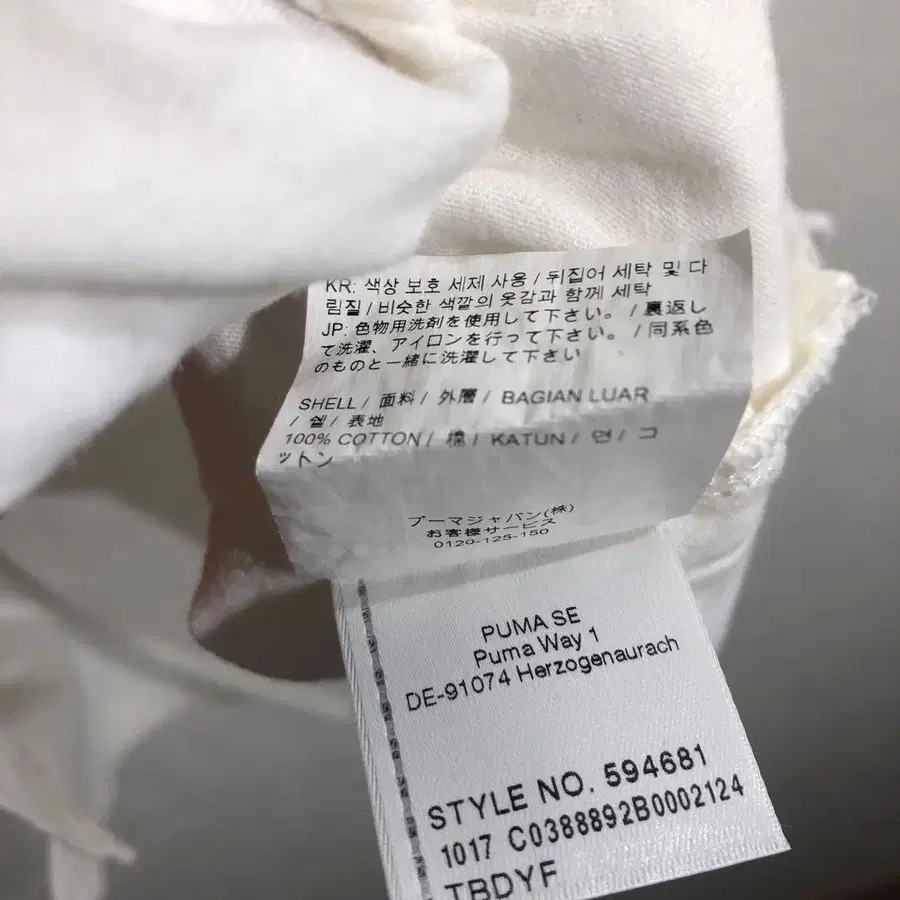 KR: 색상 보호 세제 사용 / 뒤집어 세탁 및 다
림질 / 비슷한 색깔의 옷감과 함께 세탁
JP: 色物用洗剤を使用して下さい。 / 裏返し
て洗濯、アイロンを行って下さい。 / 同系色
のものと一緒に洗濯して下さい
SHELL / 面料 / 外層 / BAGIAN LUAR
/ 쉘 / 表地
100% COTTON / 棉 / KATUN / 면 / コ
ットン
プーマジャパン(株)
お客様サービス
0120-125-150
PUMA SE
Puma Way 1
DE-91074 Herzogenaurach
STYLE NO. 594681
1017 C0388892B0002124
TBDYF